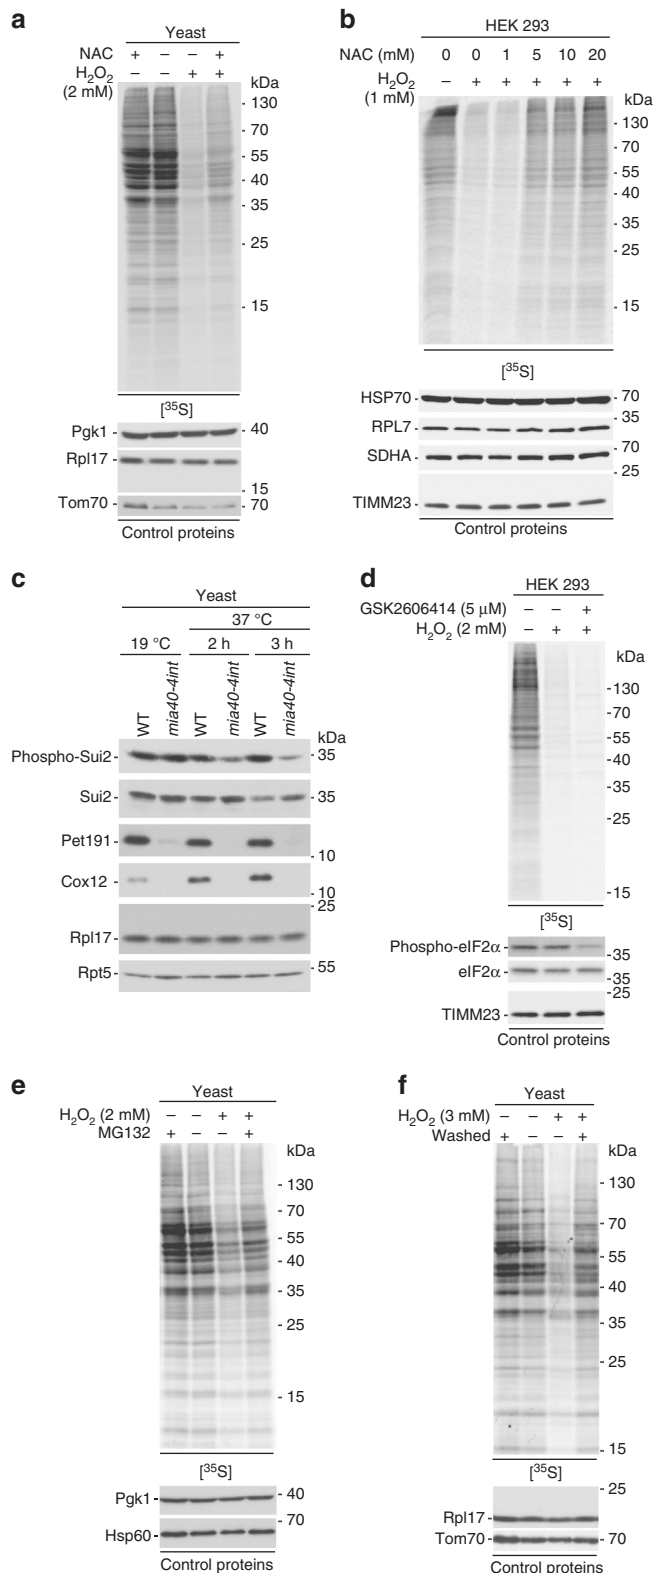 a
Yeast
NAC + – – +
H₂O₂ – – + +
(2 mM)
kDa
130
70
55
40
35
25
15
[³⁵S]
Pgk1 40
Rpl17
15
Tom70 70
Control proteins
b
HEK 293
NAC (mM) 0 0 1 5 10 20
H₂O₂ – + + + + +
(1 mM)
kDa
130
70
55
40
35
25
15
[³⁵S]
HSP70 70
35
RPL7
70
SDHA
25
TIMM23
Control proteins
c
Yeast
37 °C
19 °C 2 h 3 h
WT mia40-4int WT mia40-4int WT mia40-4int
kDa
Phospho-Sui2 35
Sui2 35
Pet191
10
Cox12
10
25
Rpl17
Rpt5 55
d
HEK 293
GSK2606414 (5 μM) – – +
H₂O₂ (2 mM) – + +
kDa
130
70
55
40
35
25
15
[³⁵S]
Phospho-eIF2α 35
eIF2α 35
25
TIMM23
Control proteins
e
Yeast
H₂O₂ (2 mM) – – + +
MG132 + – – +
kDa
130
70
55
40
35
25
15
[³⁵S]
Pgk1 40
70
Hsp60
Control proteins
f
Yeast
H₂O₂ (3 mM) – – + +
Washed + – – +
kDa
130
70
55
40
35
25
15
[³⁵S]
25
Rpl17
Tom70 70
Control proteins